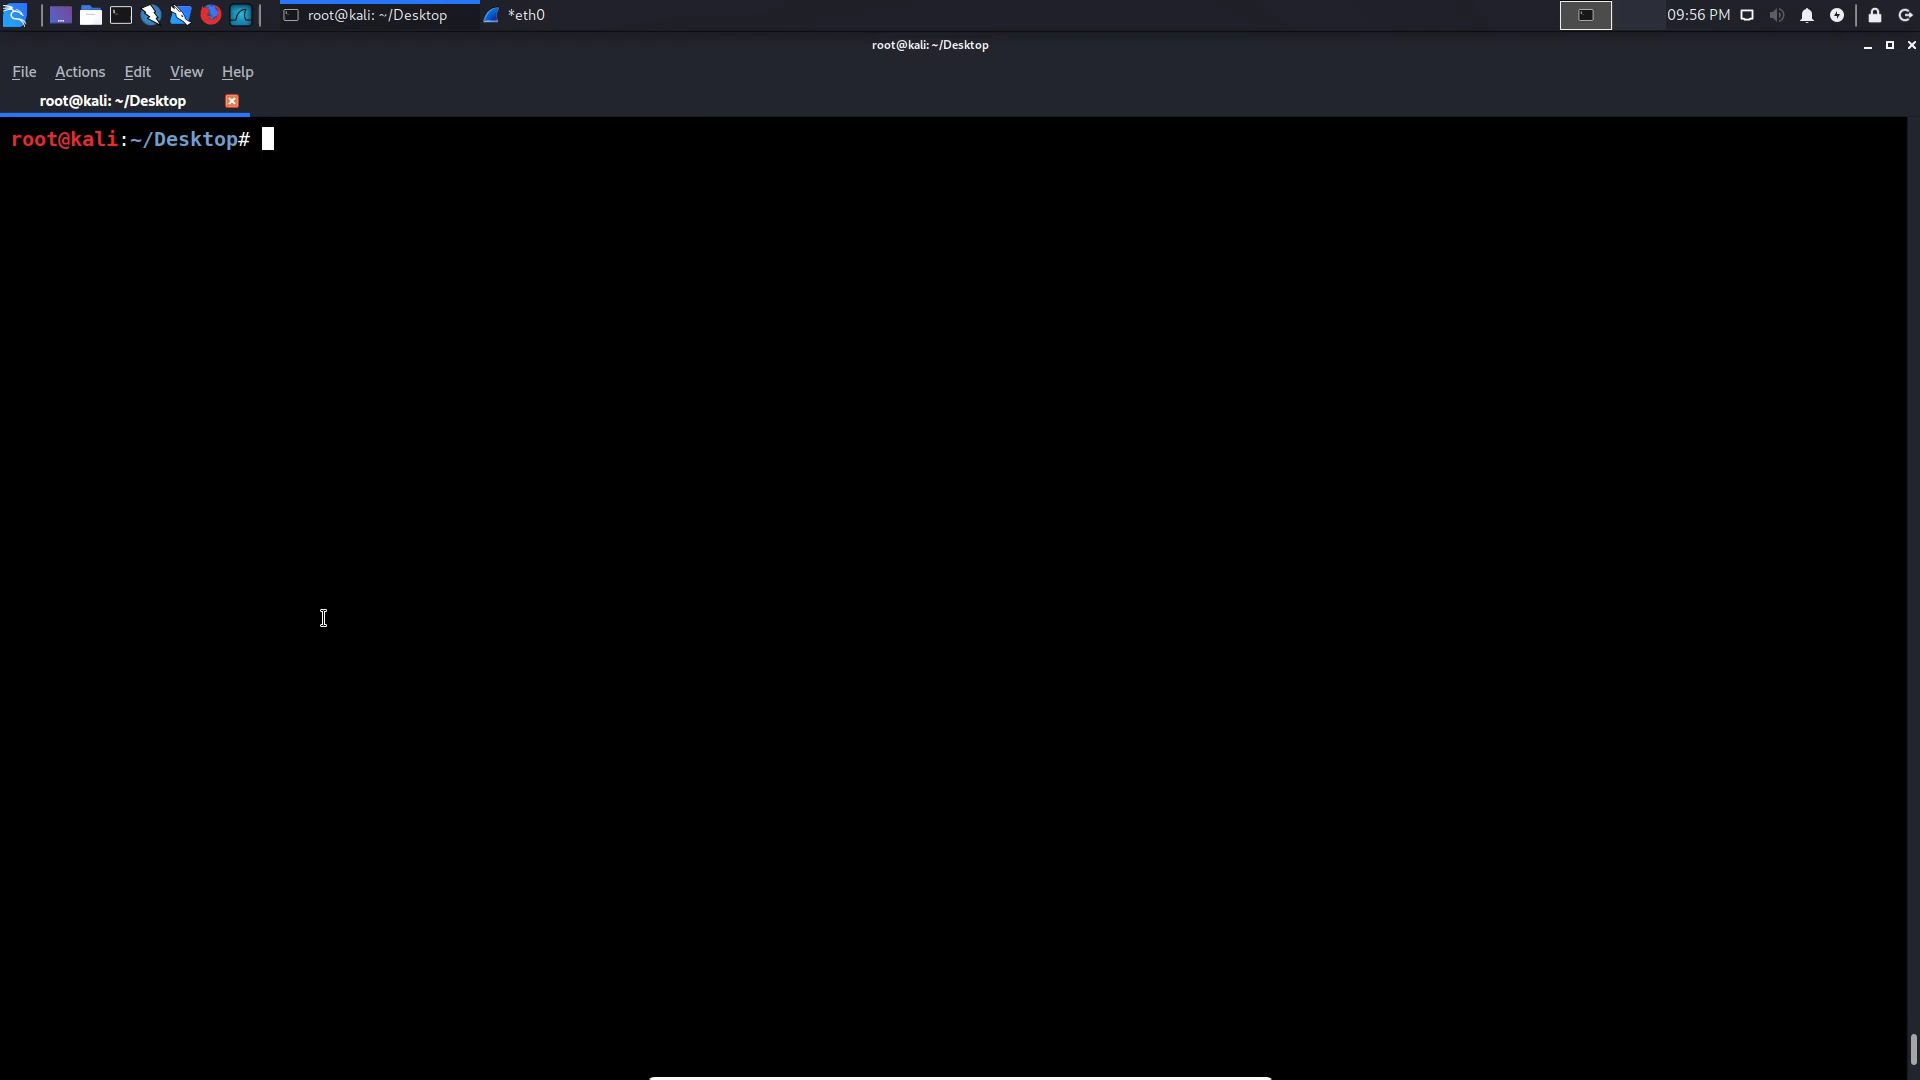 root@kali: ~/Desktop
*eth0
09:56 PM
root@kali: ~/Desktop
File Actions Edit View Help
root@kali: ~/Desktop
root@kali:~/Desktop#